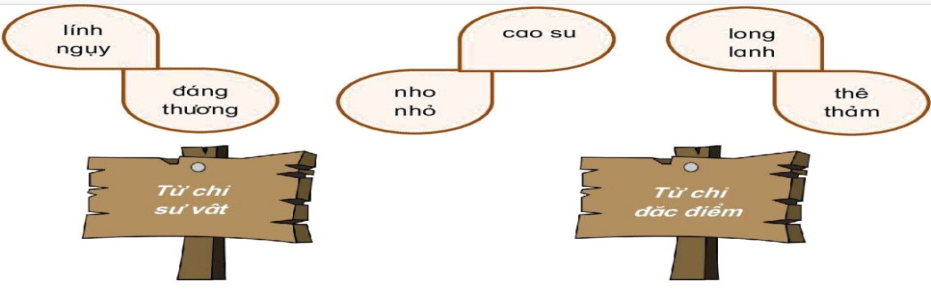 lính
ngụy
đáng
thương
cao su
nho
nhỏ
long
lanh
thê
thảm
Từ chỉ
sự vật
Từ chỉ
đặc điểm